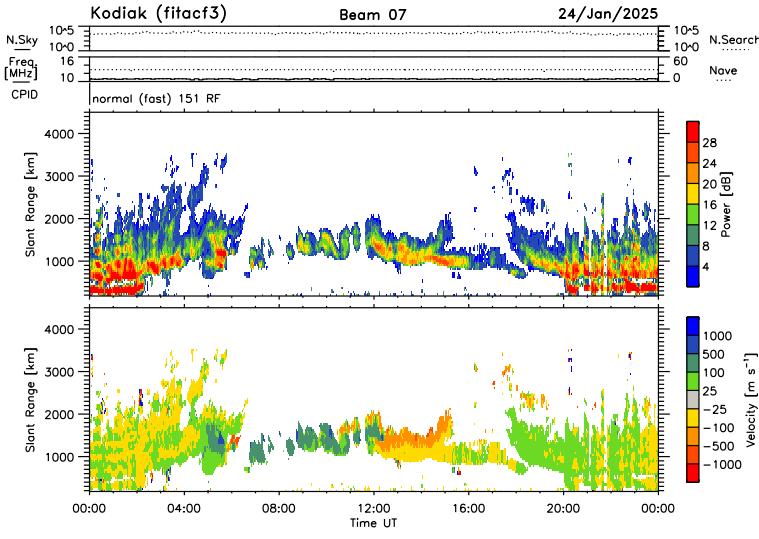 Kodiak (fitacf3) Beam 07 24/Jan/2025
N.Sky 10^5 10^0 10^5 10^0 N.Search
Freq. [MHz] 16 10 60 0 Nave
CPID normal (fast) 151 RF
Slant Range [km] 4000 3000 2000 1000
28 24 20 16 12 8 4 Power [dB]
Slant Range [km] 4000 3000 2000 1000
1000 500 100 25 -25 -100 -500 -1000 Velocity [m s⁻¹]
00:00 04:00 08:00 12:00 16:00 20:00 00:00
Time UT